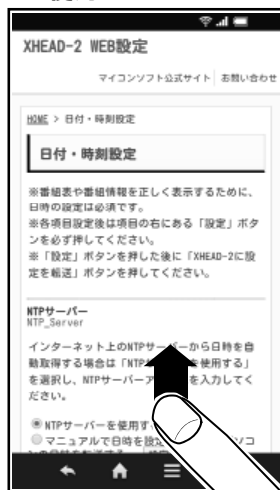 XHEAD-2 WEB設定
マイコンソフト公式サイト お問い合わせ
HOME > 日付・時刻設定
日付・時刻設定
※番組表や番組情報を正しく表示するために、
日時の設定は必須です。
※各項目設定後は項目の右にある「設定」ボタ
ンを必ず押してください。
※「設定」ボタンを押した後に「XHEAD-2に設
定を転送」ボタンを押してください。
NTPサーバー
NTP_Server
インターネット上のNTPサーバーから日時を自
動取得する場合は「NTP を使用する」
を選択し、NTPサーバーア を入力してく
ださい。
NTPサーバーを使用す
マニュアルで日時を設定 ソコ